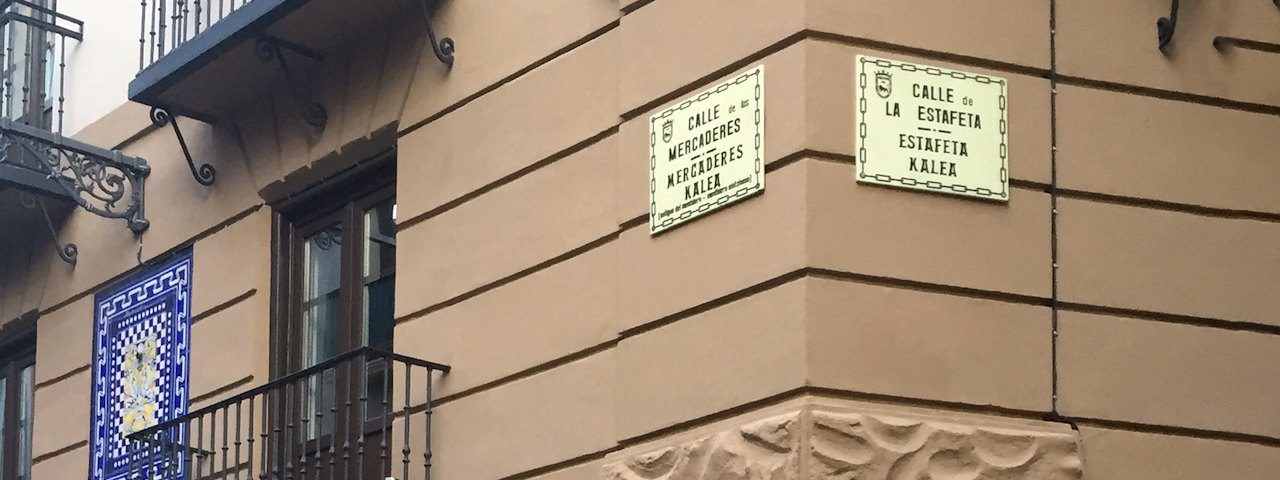 CALLE de los
MERCADERES
MERCADERES
KALEA
CALLE de
LA ESTAFETA
ESTAFETA
KALEA